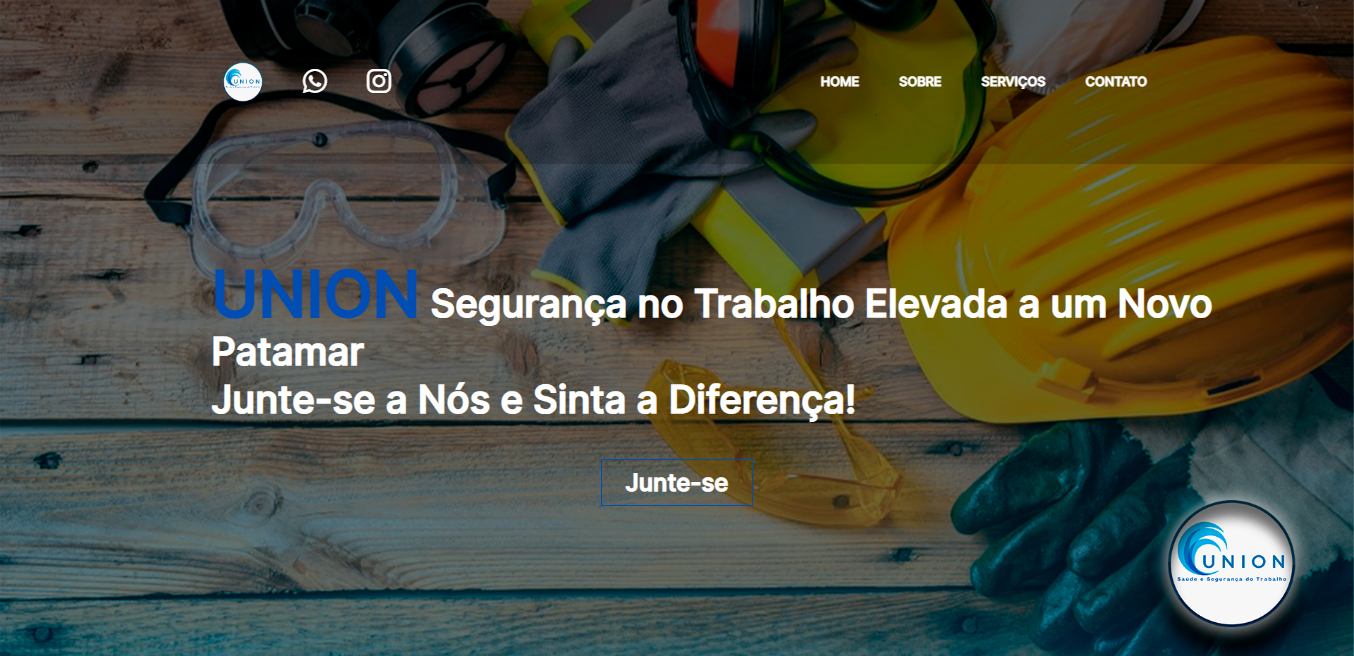 UNION
HOME SOBRE SERVIÇOS CONTATO
UNION Segurança no Trabalho Elevada a um Novo
Patamar
Junte-se a Nós e Sinta a Diferença!
Junte-se
UNION
Saúde e Segurança do Trabalho